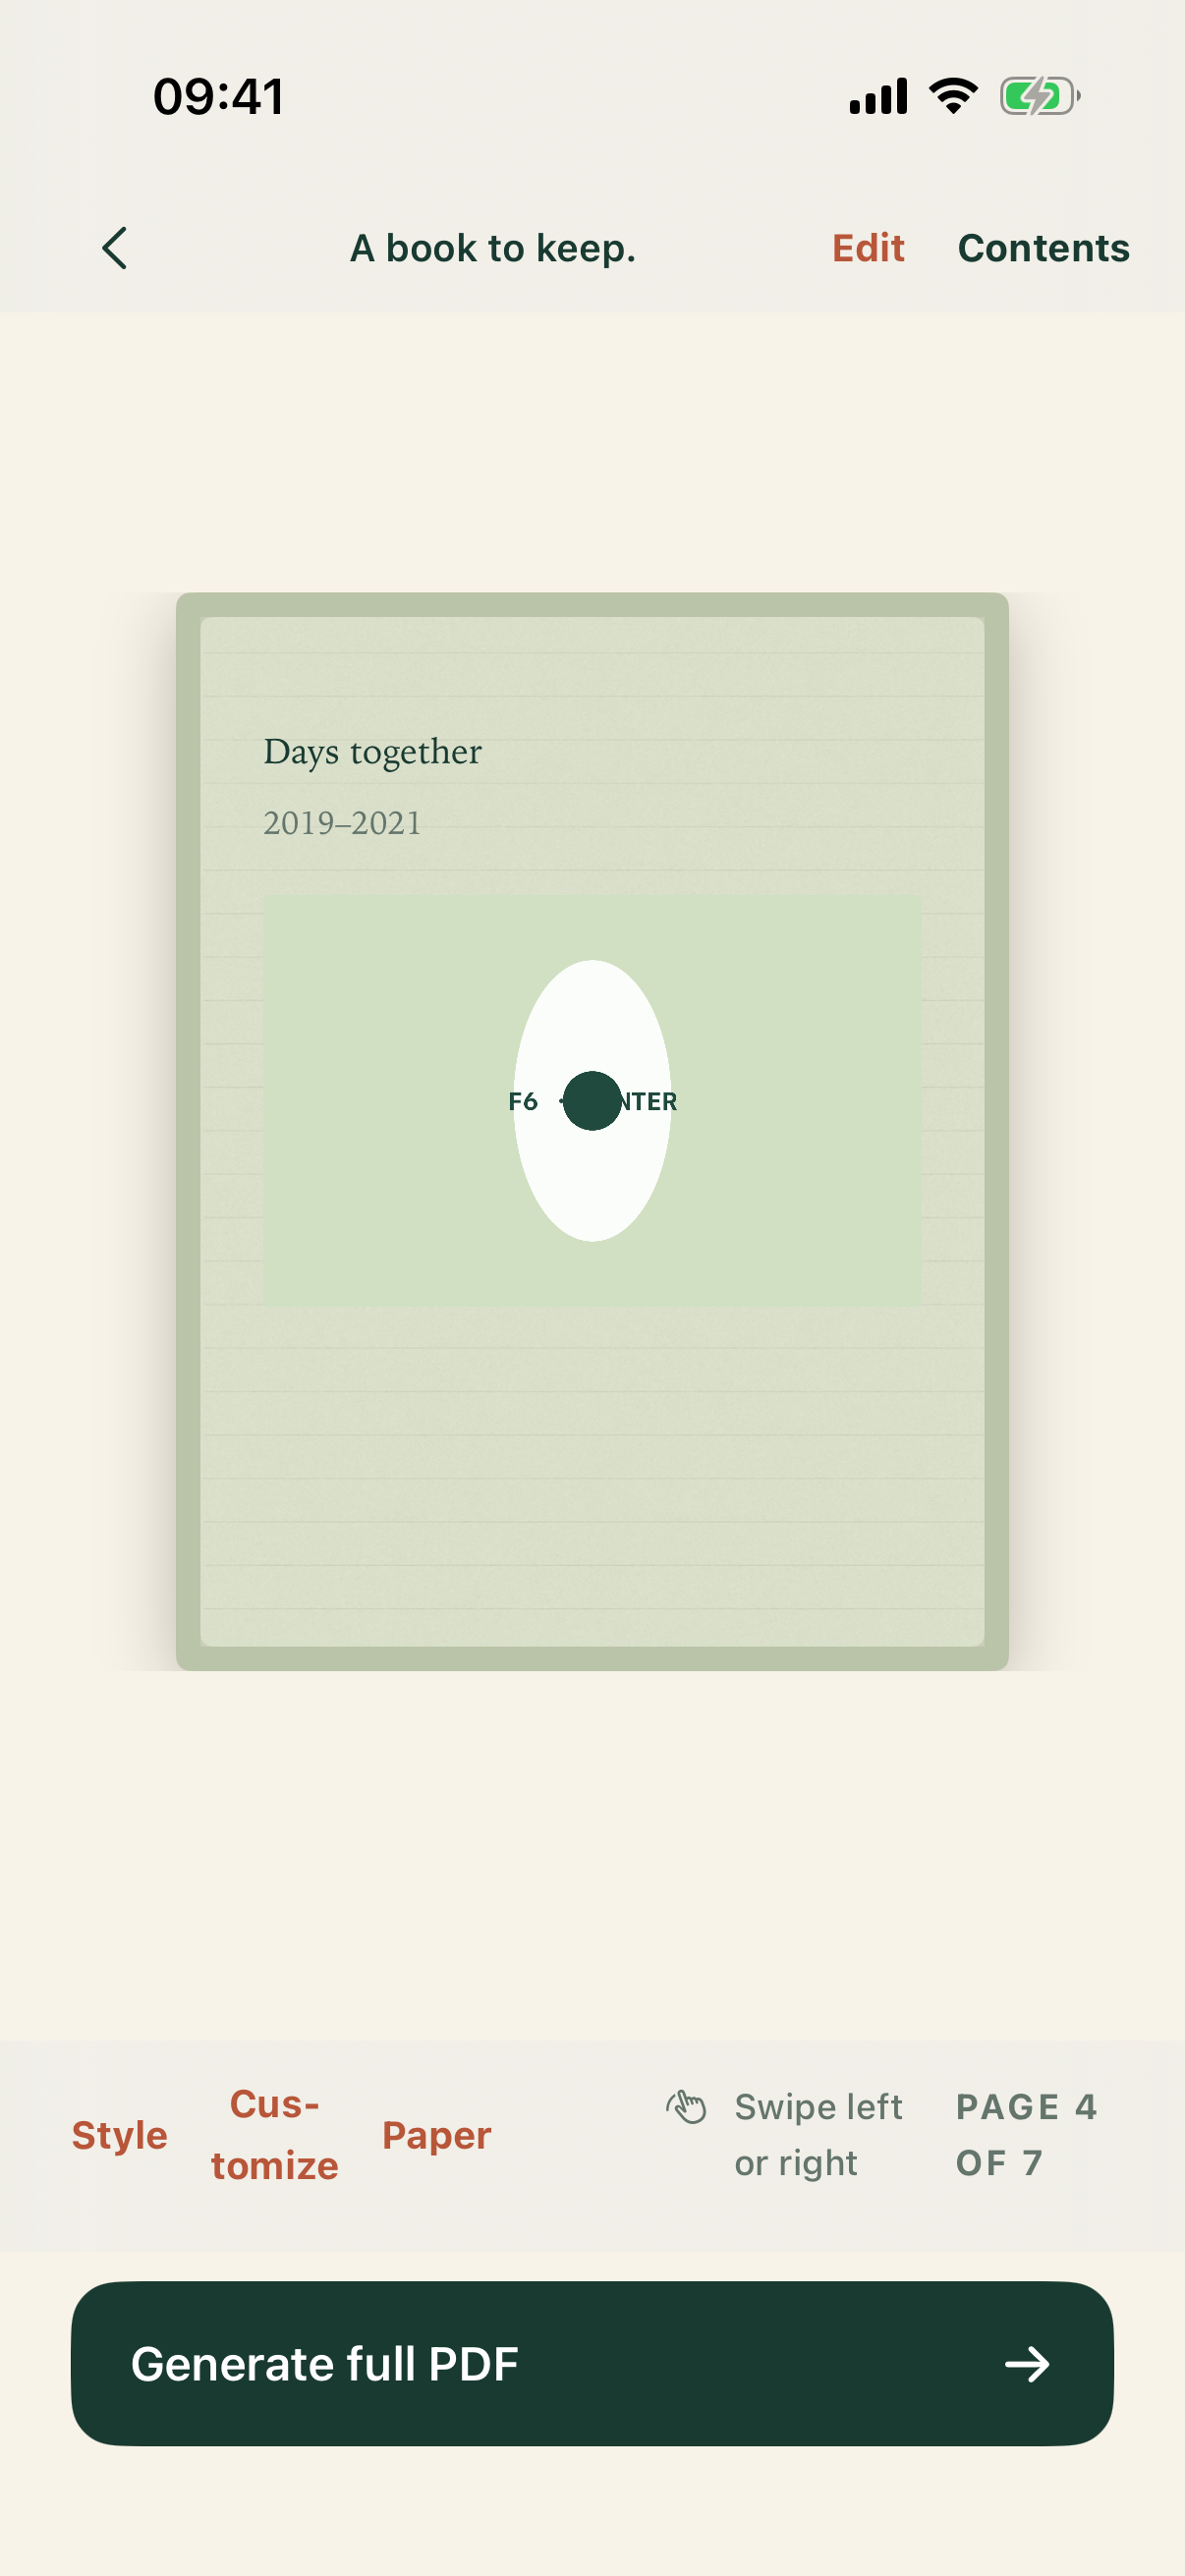 09:41
A book to keep.
Edit
Contents
Days together
2019–2021
F6
Style
Cus-
tomize
Paper
Swipe left
or right
PAGE 4
OF 7
Generate full PDF